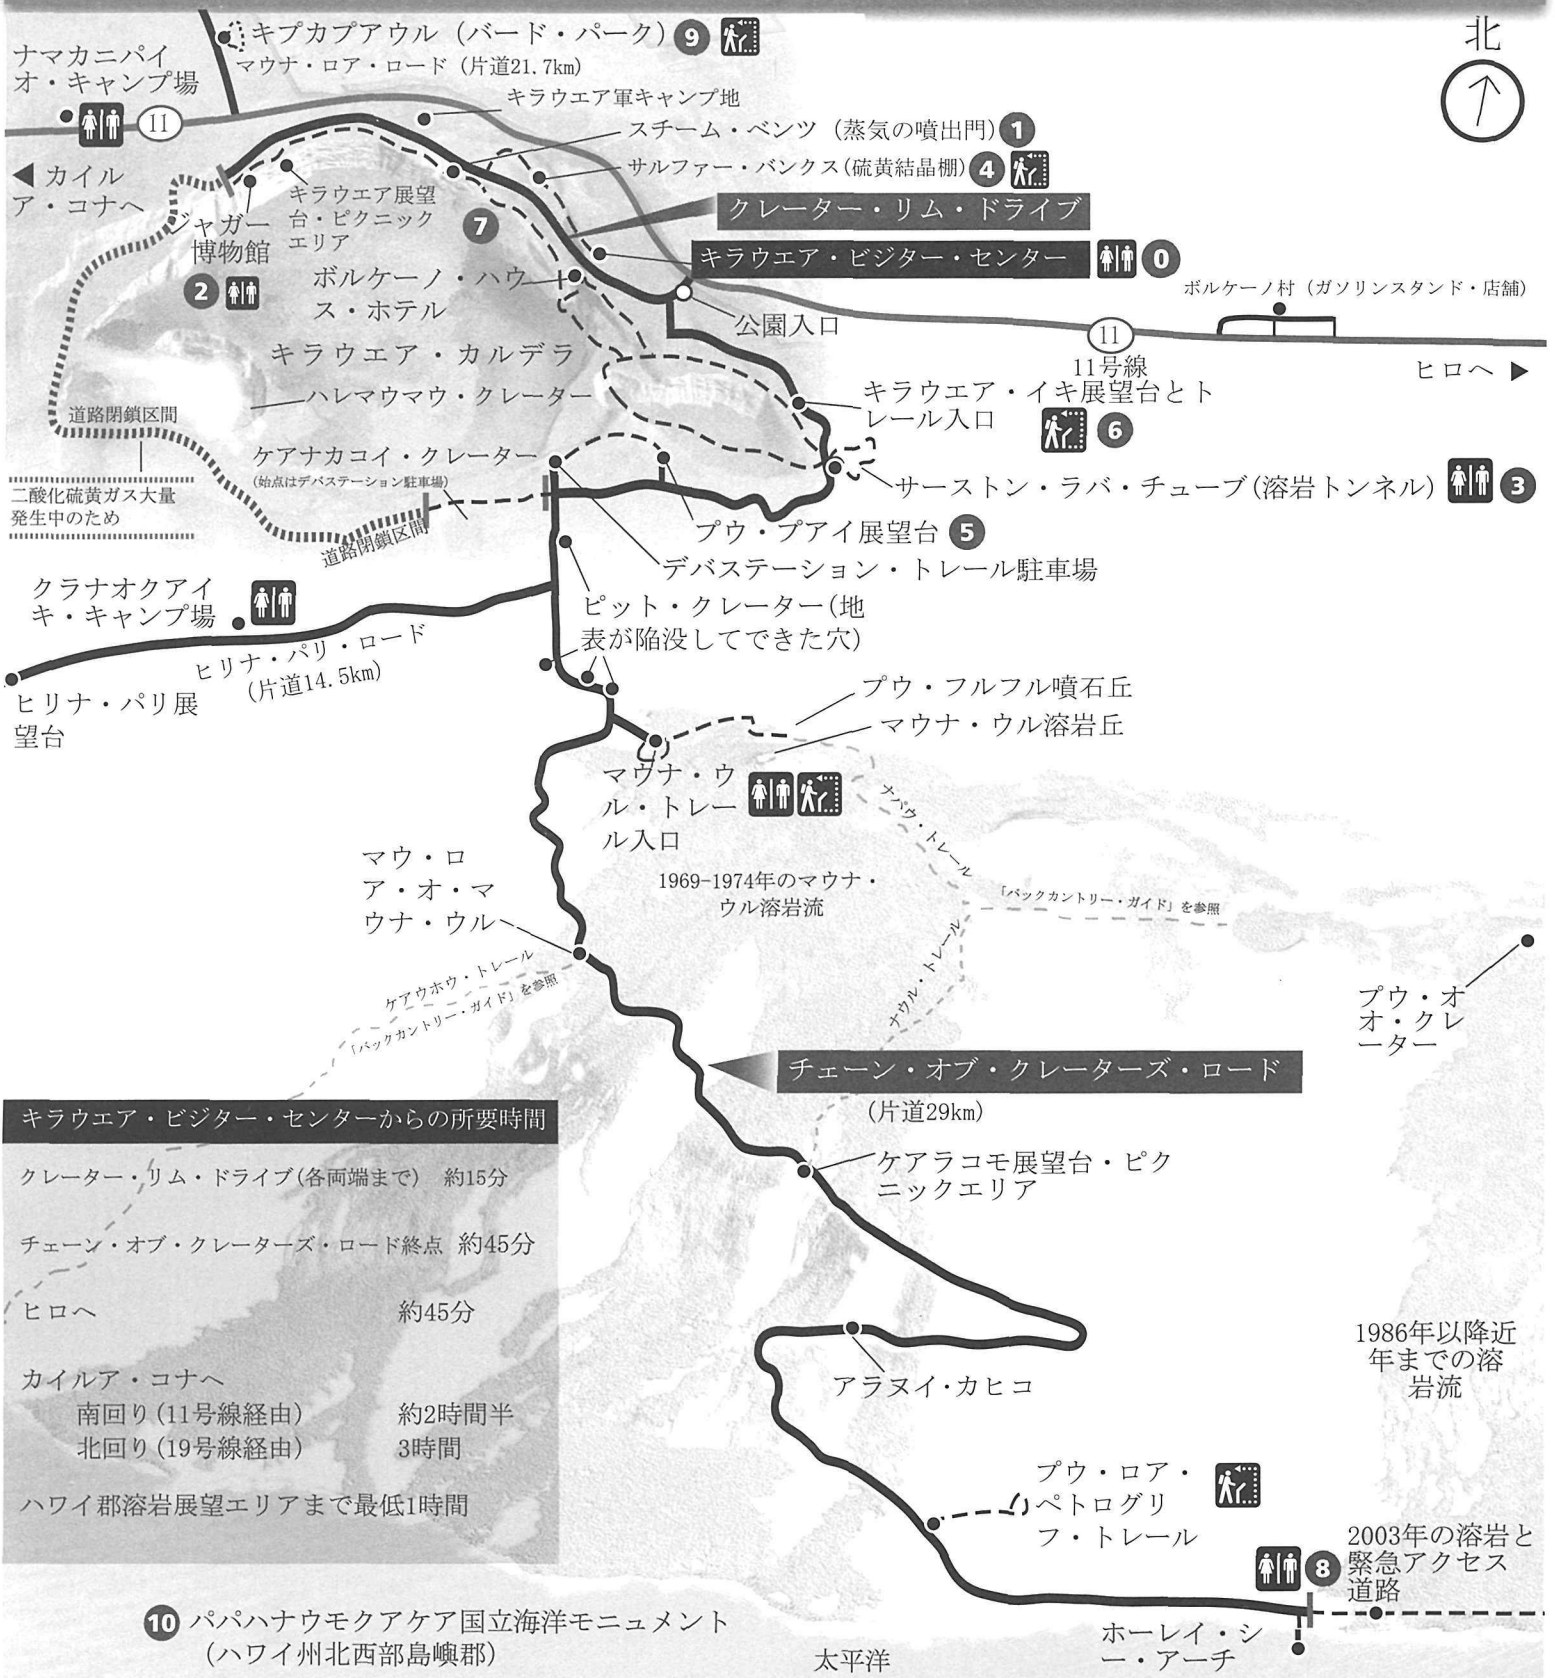 北
キプカプアウル (バード・パーク) 9
マウナ・ロア・ロード (片道21.7km)
ナマカニパイ
オ・キャンプ場
11
キラウエア軍キャンプ地
スチーム・ベンツ (蒸気の噴出門) 1
サルファー・バンクス(硫黄結晶棚) 4
◀ カイル
ア・コナへ
ジャガー
博物館
2
キラウエア展望
台・ピクニック
エリア
7
クレーター・リム・ドライブ
キラウエア・ビジター・センター 0
ボルケーノ・ハウ
ス・ホテル
公園入口
ボルケーノ村 (ガソリンスタンド・店舗)
11
11号線
ヒロへ ▶
キラウエア・カルデラ
ハレマウマウ・クレーター
キラウエア・イキ展望台とト
レール入口
6
道路閉鎖区間
二酸化硫黄ガス大量
発生中のため
ケアナカコイ・クレーター
(始点はデバステーション駐車場)
道路閉鎖区間
サーストン・ラバ・チューブ(溶岩トンネル) 3
プウ・プアイ展望台 5
デバステーション・トレール駐車場
クラナオクアイ
キ・キャンプ場
ヒリナ・パリ・ロード
(片道14.5km)
ヒリナ・パリ展
望台
ピット・クレーター(地
表が陥没してできた穴)
プウ・フルフル噴石丘
マウナ・ウル溶岩丘
マウナ・ウ
ル・トレー
ル入口
ナパウ・トレール
1969-1974年のマウナ・
ウル溶岩流
「バックカントリー・ガイド」を参照
マウ・ロ
ア・オ・マ
ウナ・ウル
ケアウホウ・トレール
「バックカントリー・ガイド」を参照
ナウル・トレール
プウ・オ
オ・クレ
ーター
チェーン・オブ・クレーターズ・ロード
(片道29km)
ケアラコモ展望台・ピク
ニックエリア
キラウエア・ビジター・センターからの所要時間
クレーター・リム・ドライブ(各両端まで) 約15分
チェーン・オブ・クレーターズ・ロード終点 約45分
ヒロへ 約45分
カイルア・コナへ
南回り(11号線経由) 約2時間半
北回り(19号線経由) 3時間
ハワイ郡溶岩展望エリアまで最低1時間
アラヌイ・カヒコ
1986年以降近
年までの溶
岩流
プウ・ロア・
ペトログリ
フ・トレール
8
2003年の溶岩と
緊急アクセス
道路
ホーレイ・シ
ー・アーチ
10 パパハナウモクアケア国立海洋モニュメント
(ハワイ州北西部島嶼郡)
太平洋